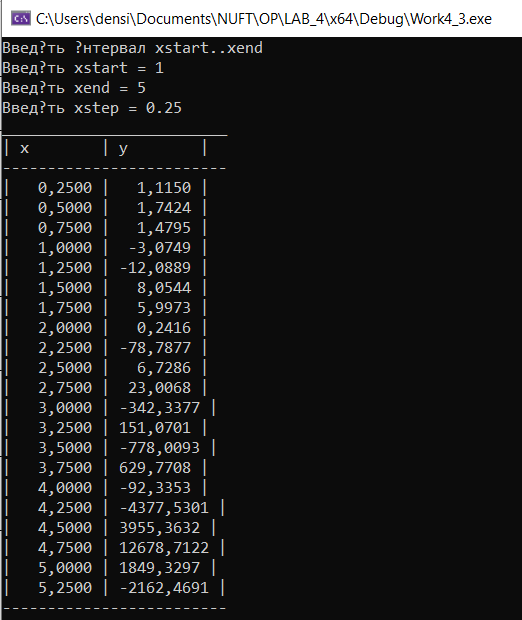 C:\Users\densi\Documents\NUFT\OP\LAB_4\x64\Debug\Work4_3.exe
Введ?ть ?нтервал xstart..xend
Введ?ть xstart = 1
Введ?ть xend = 5
Введ?ть xstep = 0.25
_________________________
| x        | y        |
-------------------------
|   0,2500 |   1,1150 |
|   0,5000 |   1,7424 |
|   0,7500 |   1,4795 |
|   1,0000 |  -3,0749 |
|   1,2500 | -12,0889 |
|   1,5000 |   8,0544 |
|   1,7500 |   5,9973 |
|   2,0000 |   0,2416 |
|   2,2500 | -78,7877 |
|   2,5000 |   6,7286 |
|   2,7500 |  23,0068 |
|   3,0000 | -342,3377 |
|   3,2500 | 151,0701 |
|   3,5000 | -778,0093 |
|   3,7500 | 629,7708 |
|   4,0000 | -92,3353 |
|   4,2500 | -4377,5301 |
|   4,5000 | 3955,3632 |
|   4,7500 | 12678,7122 |
|   5,0000 | 1849,3297 |
|   5,2500 | -2162,4691 |
-------------------------